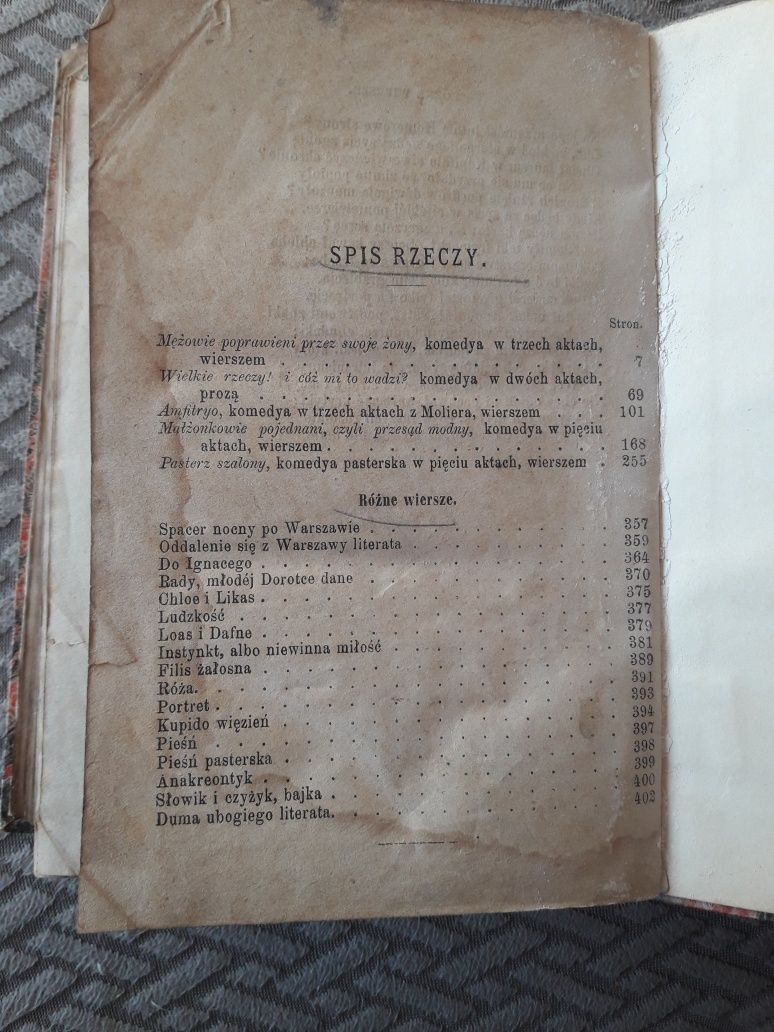 SPIS RZECZY.
Stron.
Mężowie poprawieni przez swoje żony, komedya w trzech aktach,
wierszem . . . . . . . . . . . . . 7
Wielkie rzeczy! i cóż mi to wadzi? komedya w dwóch aktach,
prozą . . . . . . . . . . . . . . 69
Amfitryo, komedya w trzech aktach z Moliera, wierszem . . . 101
Małżonkowie pojednani, czyli przesąd modny, komedya w pięciu
aktach, wierszem . . . . . . . . . . . . 168
Pasterz szalony, komedya pasterska w pięciu aktach, wierszem . 255
Różne wiersze.
Spacer nocny po Warszawie . . . . . . . . . . 357
Oddalenie się z Warszawy literata . . . . . . . . 359
Do Ignacego . . . . . . . . . . . . . 364
Rady, młodéj Dorotce dane . . . . . . . . . . 370
Chloe i Likas . . . . . . . . . . . . . 375
Ludzkość . . . . . . . . . . . . . . 377
Loas i Dafne . . . . . . . . . . . . . 379
Instynkt, albo niewinna miłość . . . . . . . . . 381
Filis żałosna . . . . . . . . . . . . . 389
Róża. . . . . . . . . . . . . . . 391
Portret . . . . . . . . . . . . . . 393
Kupido więzień . . . . . . . . . . . . 394
Pieśń . . . . . . . . . . . . . . 397
Pieśń pasterska . . . . . . . . . . . . 398
Anakreontyk . . . . . . . . . . . . . 399
Słowik i czyżyk, bajka . . . . . . . . . . . 400
Duma ubogiego literata. . . . . . . . . . . 402